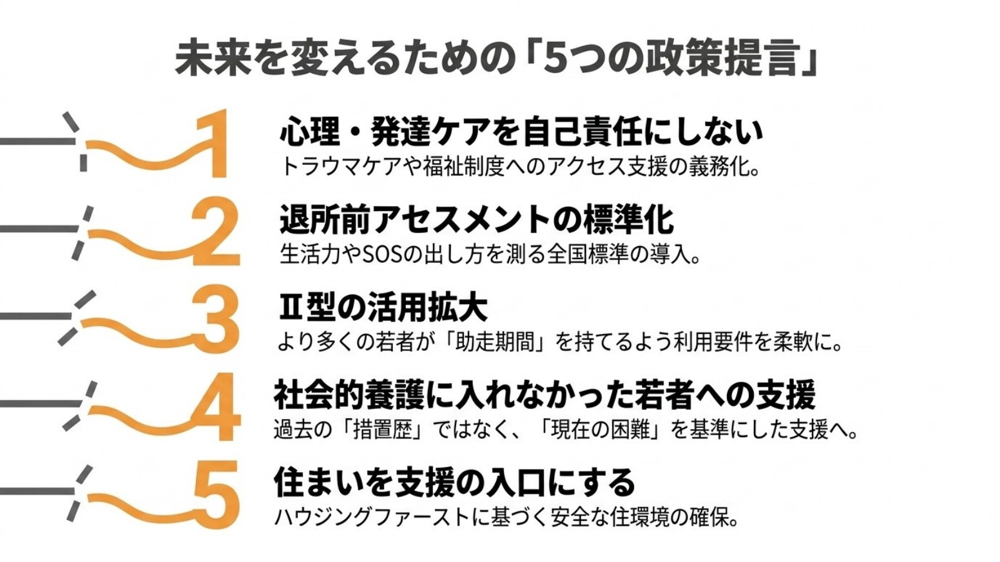 未来を変えるための「5つの政策提言」
1
心理・発達ケアを自己責任にしない
トラウマケアや福祉制度へのアクセス支援の義務化。
2
退所前アセスメントの標準化
生活力やSOSの出し方を測る全国標準の導入。
3
Ⅱ型の活用拡大
より多くの若者が「助走期間」を持てるよう利用要件を柔軟に。
4
社会的養護に入れなかった若者への支援
過去の「措置歴」ではなく、「現在の困難」を基準にした支援へ。
5
住まいを支援の入口にする
ハウジングファーストに基づく安全な住環境の確保。